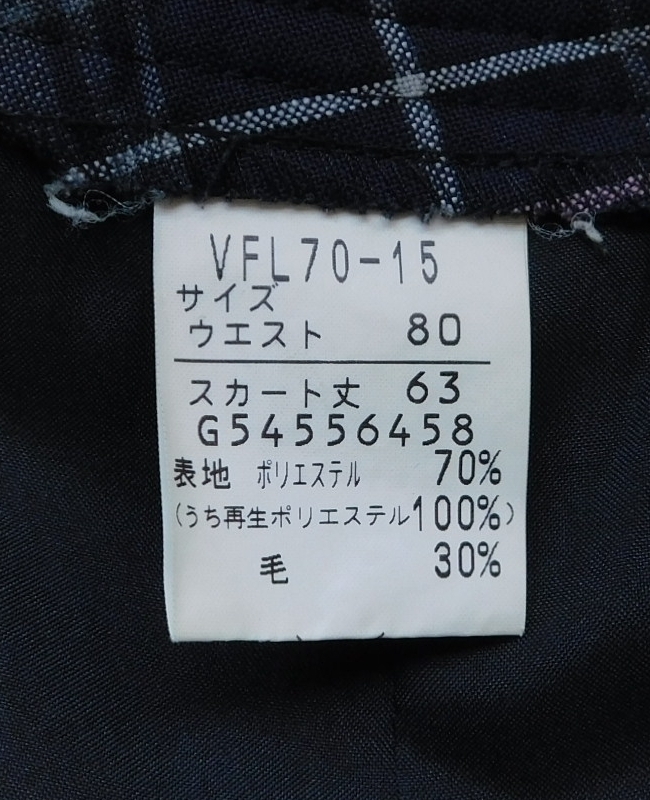 VFL70-15
サイズ
ウエスト 80
スカート丈 63
G54556458
表地 ポリエステル 70%
(うち再生ポリエステル100%)
毛 30%